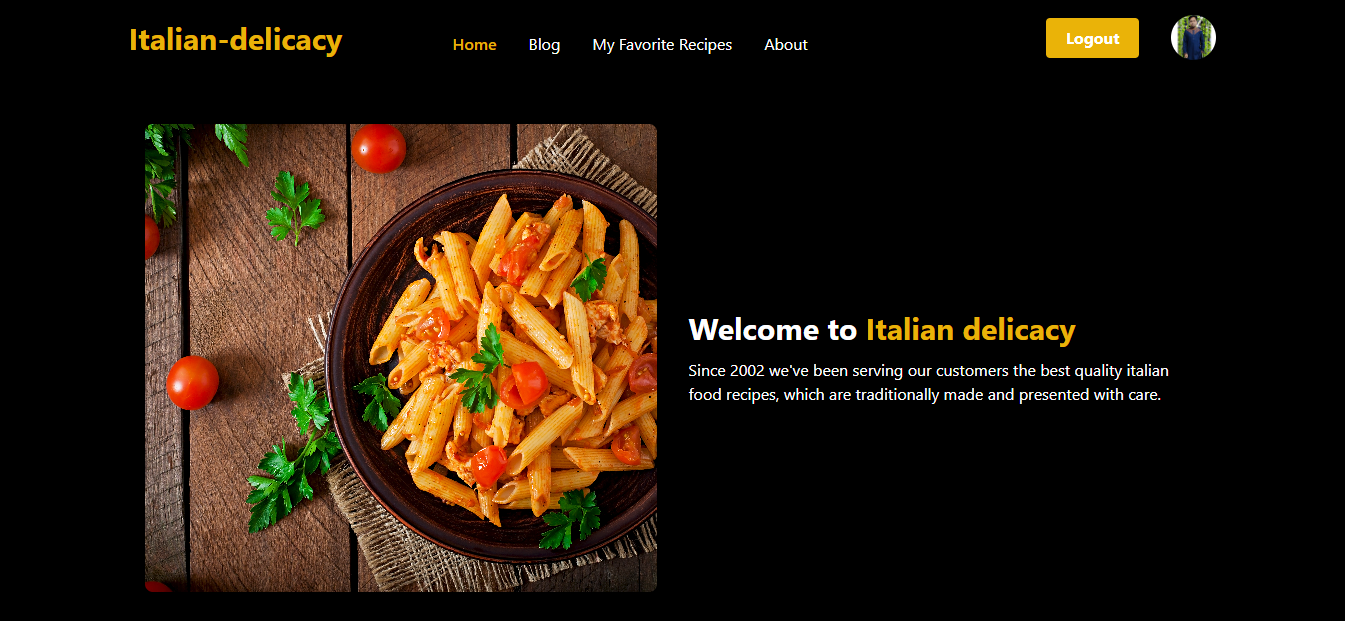 Italian-delicacy
Home
Blog
My Favorite Recipes
About
Logout
Welcome to Italian delicacy
Since 2002 we've been serving our customers the best quality italian
food recipes, which are traditionally made and presented with care.